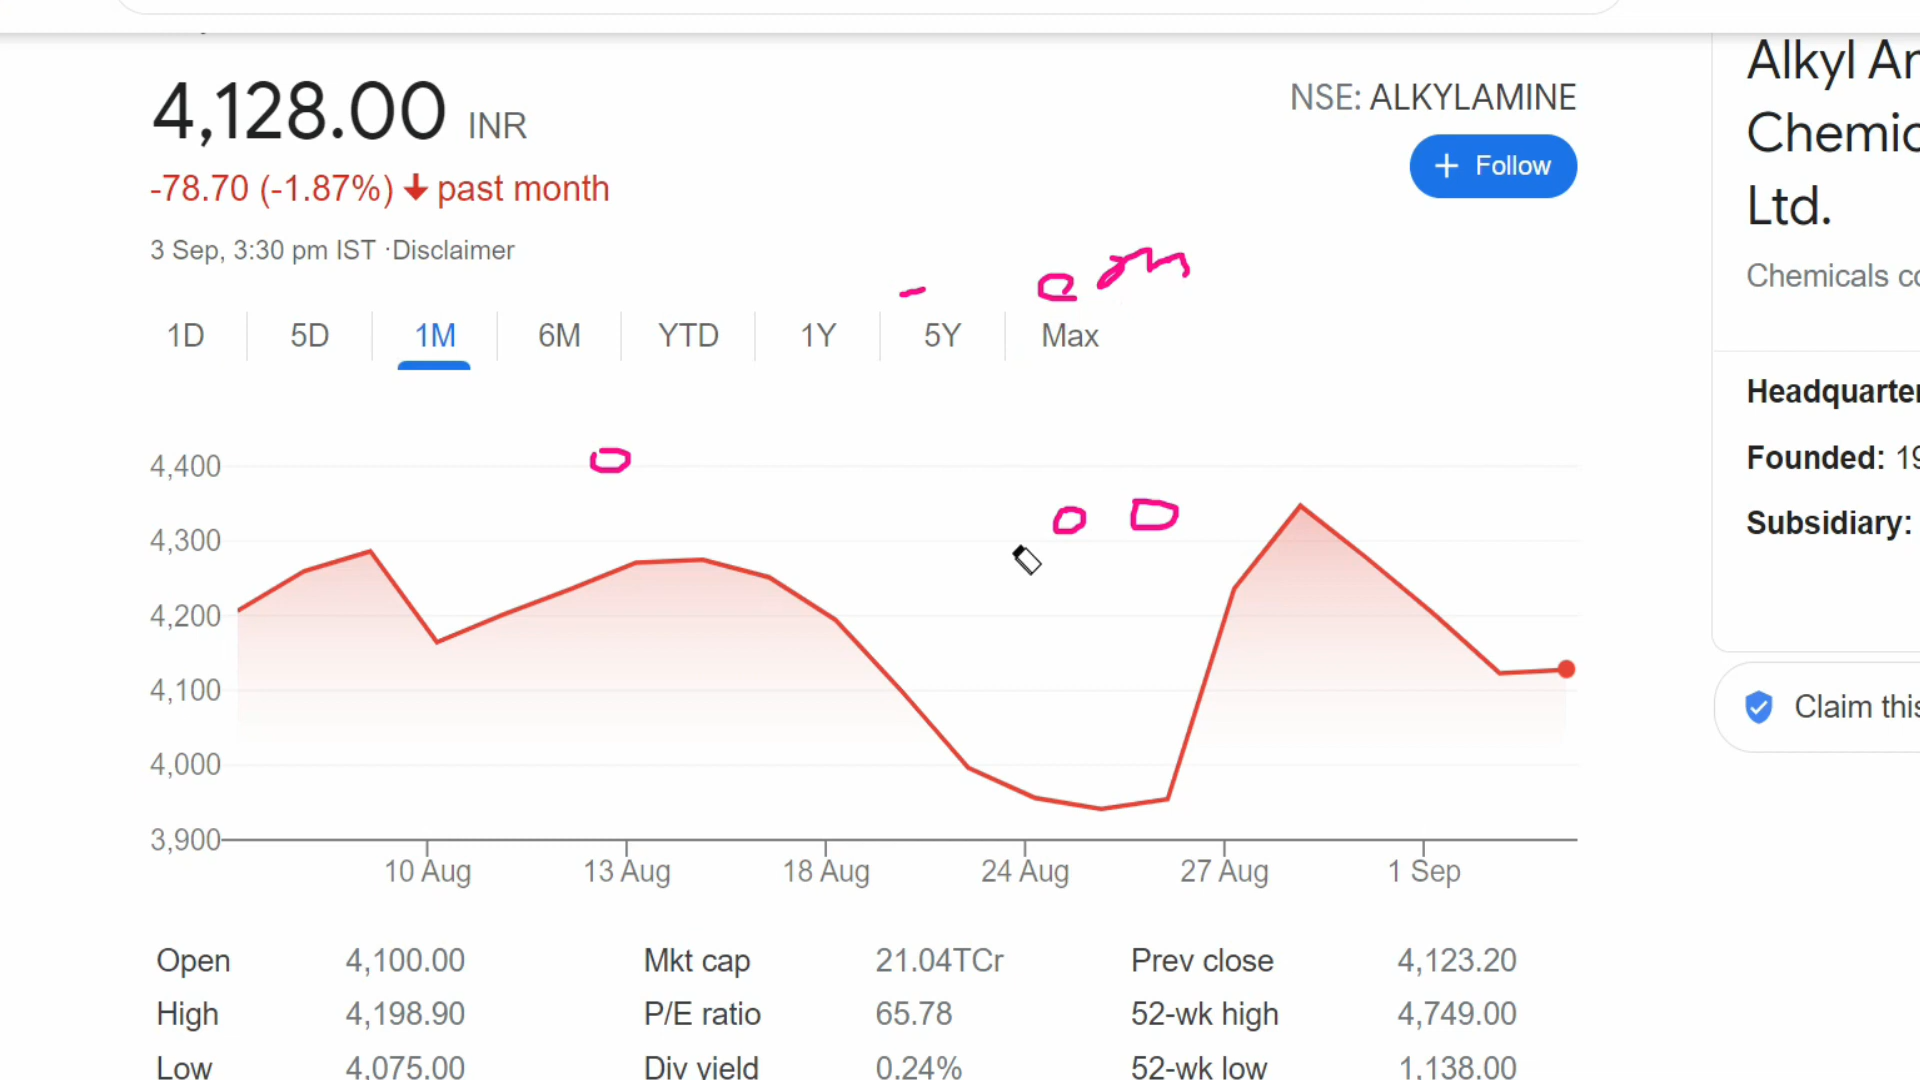 4,128.00 INR
-78.70 (-1.87%) past month
3 Sep, 3:30 pm IST · Disclaimer
NSE: ALKYLAMINE
+ Follow
1D 5D 1M 6M YTD 1Y 5Y Max
4,400
4,300
4,200
4,100
4,000
3,900
10 Aug 13 Aug 18 Aug 24 Aug 27 Aug 1 Sep
Open 4,100.00 Mkt cap 21.04TCr Prev close 4,123.20
High 4,198.90 P/E ratio 65.78 52-wk high 4,749.00
Low 4,075.00 Div yield 0.24% 52-wk low 1,138.00
Alkyl
Chemic
Ltd.
Chemicals
Headquarter
Founded: 19
Subsidiary:
Claim this